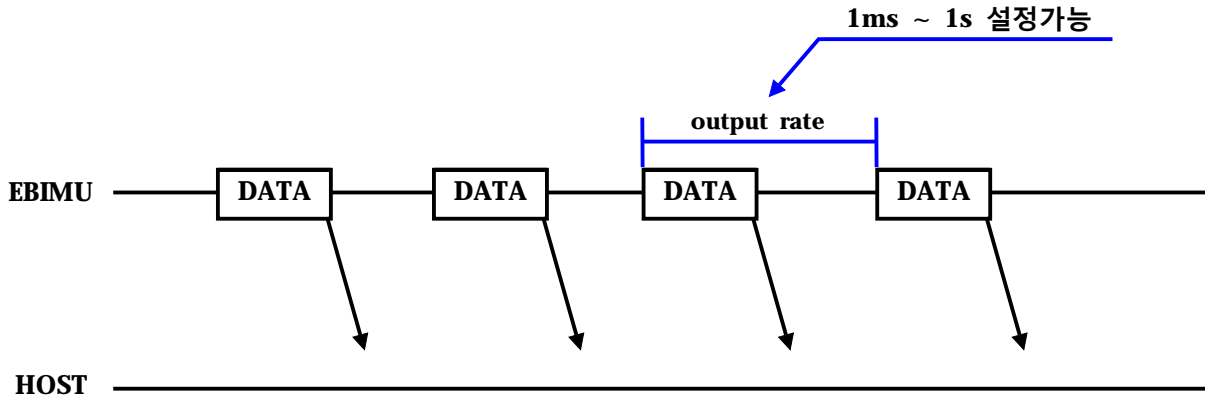 1ms ~ 1s 설정가능
output rate
EBIMU DATA DATA DATA DATA
HOST